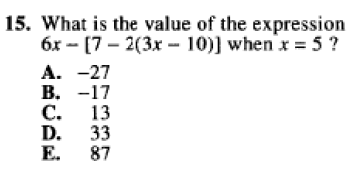 15. What is the value of the expression
6x – [7 – 2(3x – 10)] when x = 5 ?
A. –27
B. –17
C. 13
D. 33
E. 87